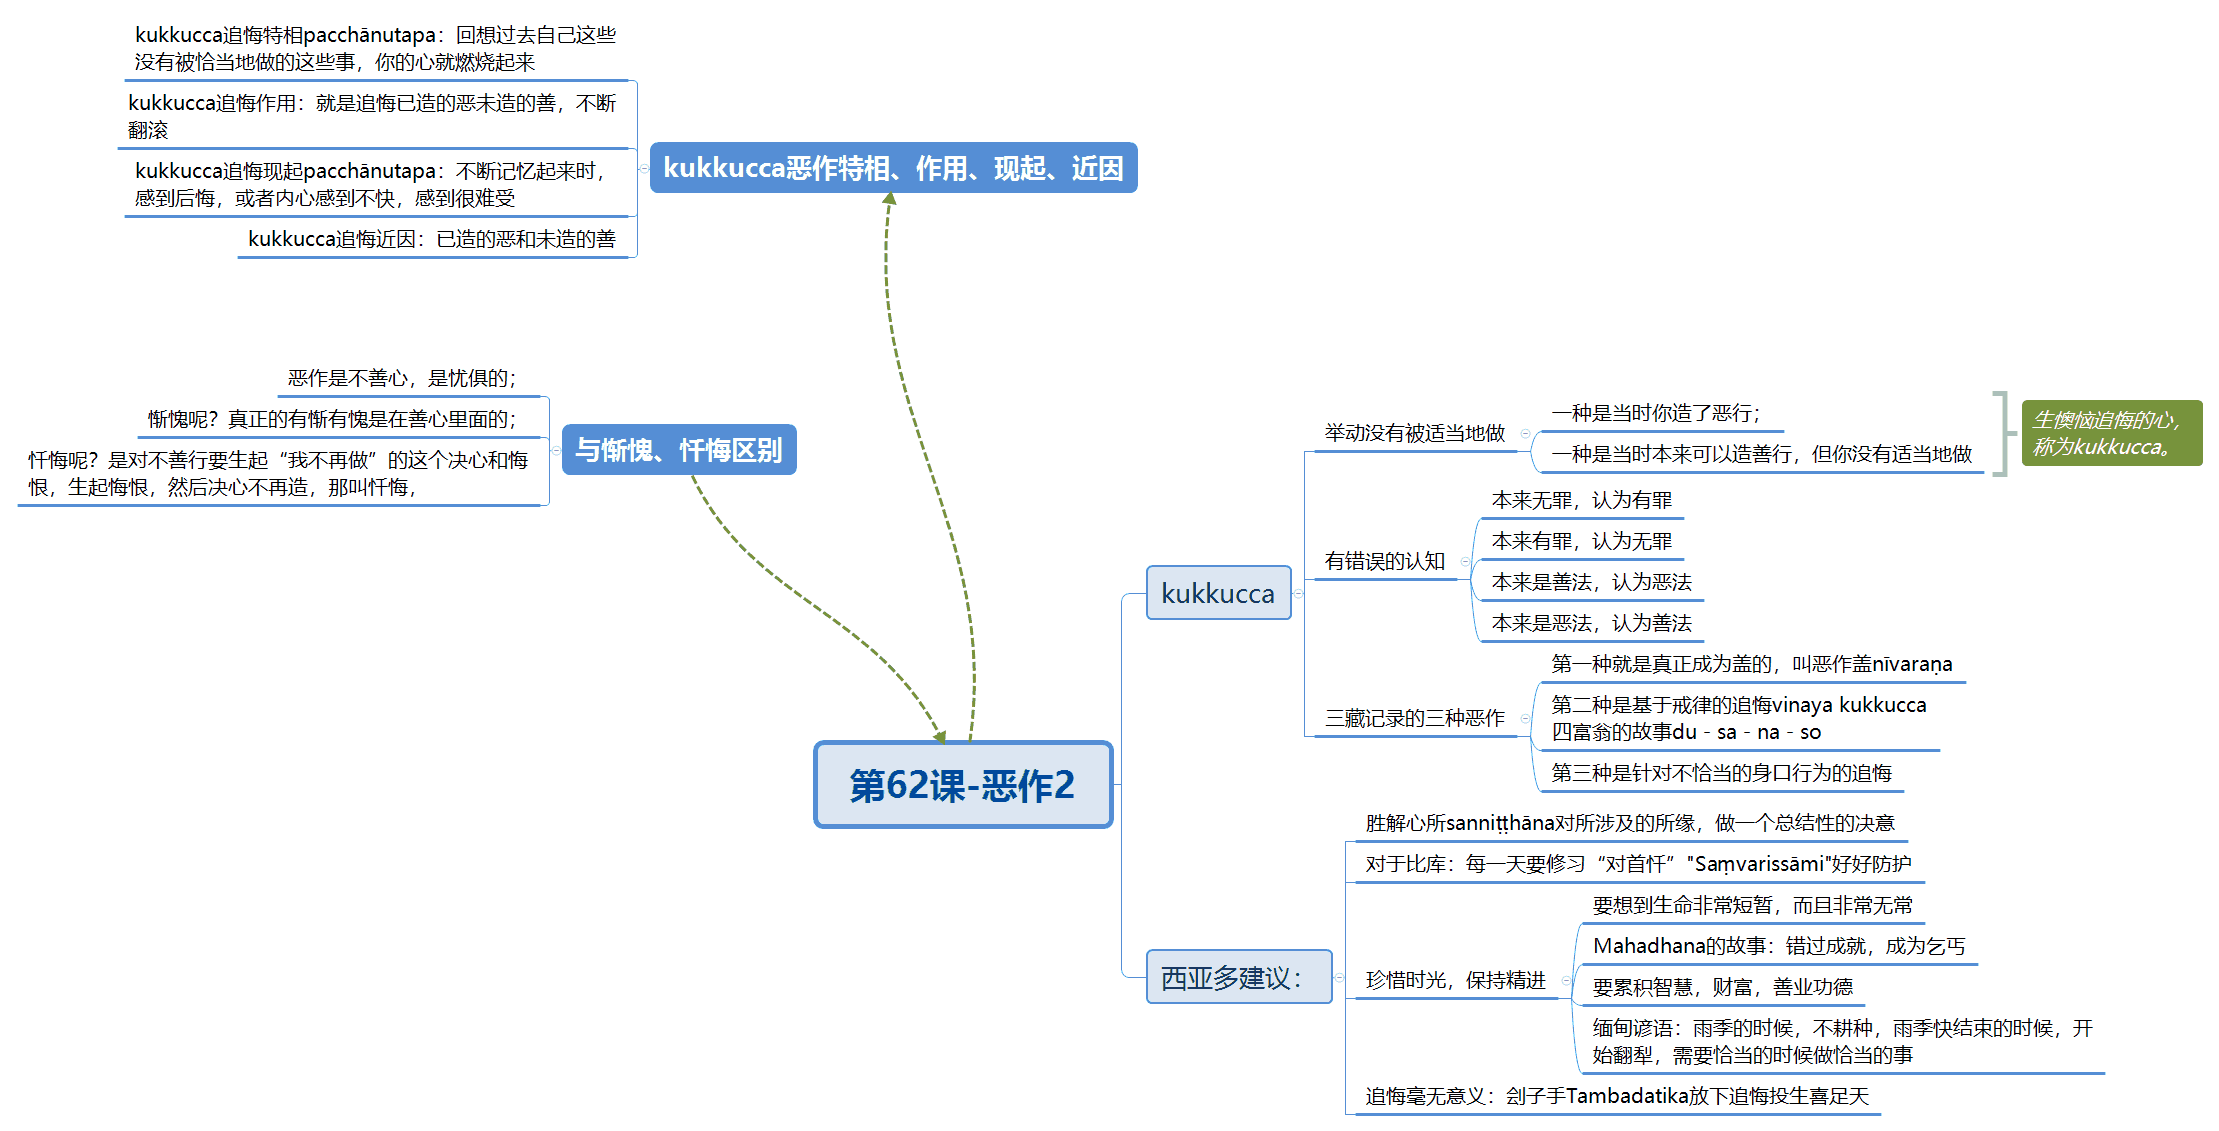 kukkucca追悔特相pacchānutapa：回想过去自己这些
没有被恰当地做的这些事，你的心就燃烧起来
kukkucca追悔作用：就是追悔已造的恶未造的善，不断
翻滚
kukkucca追悔现起pacchānutapa：不断记忆起来时，
感到后悔，或者内心感到不快，感到很难受
kukkucca追悔近因：已造的恶和未造的善
kukkucca恶作特相、作用、现起、近因
恶作是不善心，是忧俱的；
惭愧呢？真正的有惭有愧是在善心里面的；
忏悔呢？是对不善行要生起“我不再做”的这个决心和悔
恨，生起悔恨，然后决心不再造，那叫忏悔，
与惭愧、忏悔区别
第62课-恶作2
kukkucca
举动没有被适当地做
一种是当时你造了恶行；
一种是当时本来可以造善行，但你没有适当地做
生懊恼追悔的心，
称为kukkucca。
有错误的认知
本来无罪，认为有罪
本来有罪，认为无罪
本来是善法，认为恶法
本来是恶法，认为善法
三藏记录的三种恶作
第一种就是真正成为盖的，叫恶作盖nīvaraṇa
第二种是基于戒律的追悔vinaya kukkucca
四富翁的故事du - sa - na - so
第三种是针对不恰当的身口行为的追悔
西亚多建议：
胜解心所sanniṭṭhāna对所涉及的所缘，做一个总结性的决意
对于比库：每一天要修习“对首忏”"Saṃvarissāmi"好好防护
珍惜时光，保持精进
要想到生命非常短暂，而且非常无常
Mahadhana的故事：错过成就，成为乞丐
要累积智慧，财富，善业功德
缅甸谚语：雨季的时候，不耕种，雨季快结束的时候，开
始翻犁，需要恰当的时候做恰当的事
追悔毫无意义：刽子手Tambadatika放下追悔投生喜足天